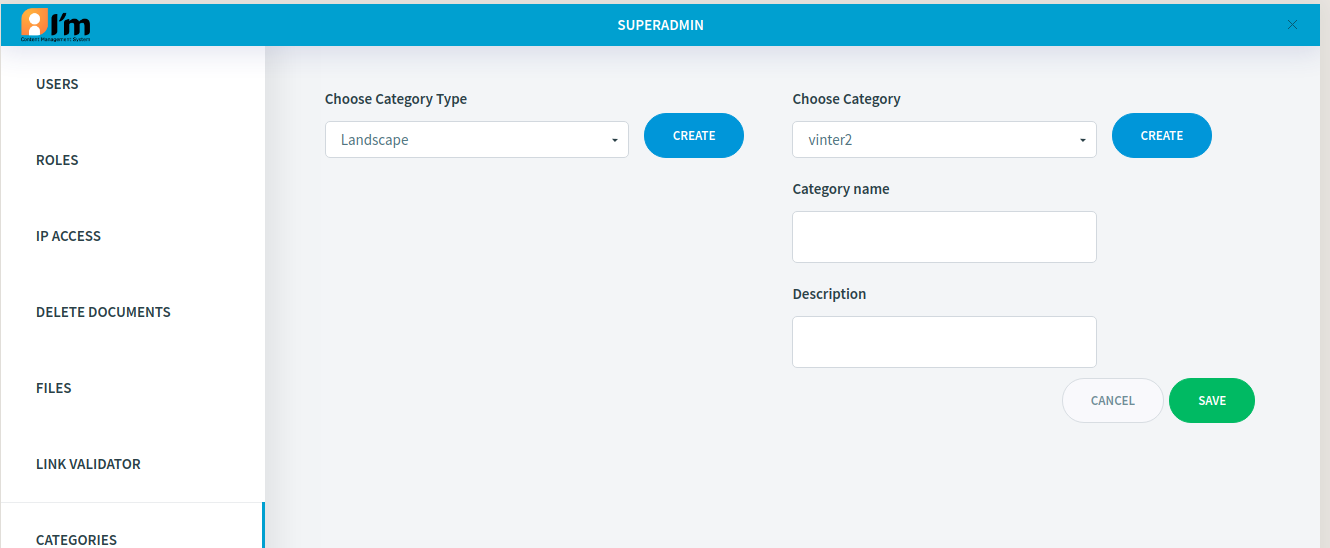 I'm
Content Management System
SUPERADMIN
USERS
ROLES
IP ACCESS
DELETE DOCUMENTS
FILES
LINK VALIDATOR
CATEGORIES
Choose Category Type
Landscape
CREATE
Choose Category
vinter2
CREATE
Category name
Description
CANCEL
SAVE